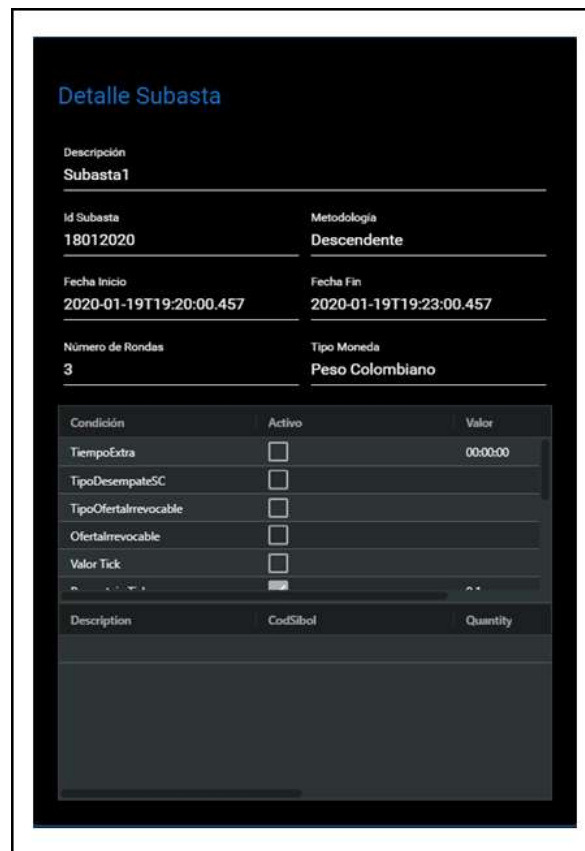 Detalle Subasta
Descripción
Subasta1
Id Subasta Metodología
18012020 Descendente
Fecha Inicio Fecha Fin
2020-01-19T19:20:00.457 2020-01-19T19:23:00.457
Número de Rondas Tipo Moneda
3 Peso Colombiano
Condición Activo Valor
TiempoExtra 00:00:00
TipoDesempateSC
TipoOfertaIrrevocable
OfertaIrrevocable
Valor Tick
Description CodSibol Quantity